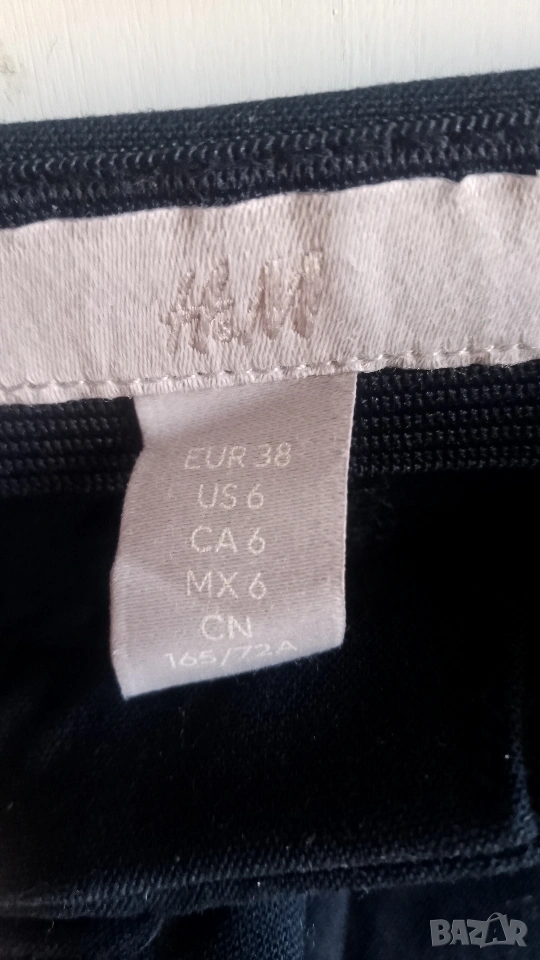 H&M
EUR 38
US 6
CA 6
MX 6
CN
165/72A
BAZAR